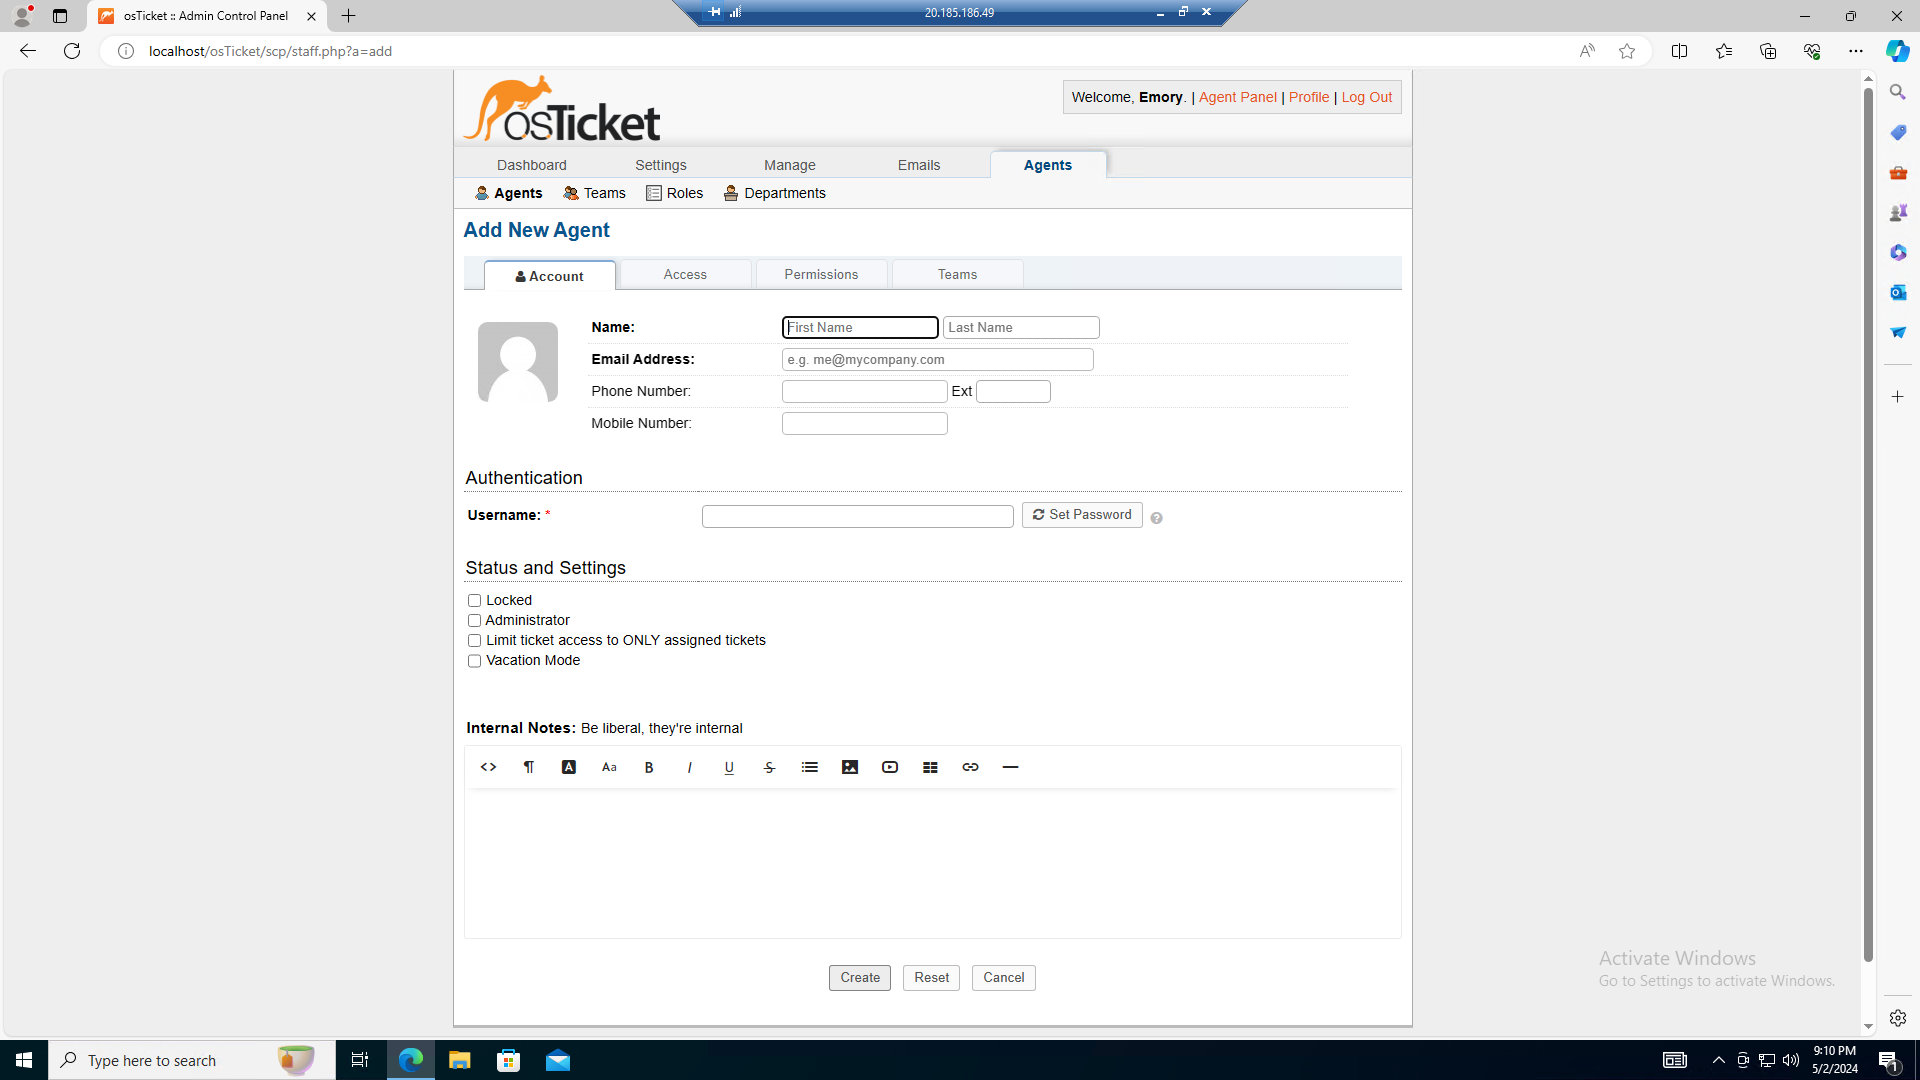 osTicket :: Admin Control Panel
20.185.186.49
localhost/osTicket/scp/staff.php?a=add
osTicket
Welcome, Emory. | Agent Panel | Profile | Log Out
Dashboard Settings Manage Emails Agents
Agents Teams Roles Departments
Add New Agent
Account Access Permissions Teams
Name: First Name Last Name
Email Address: e.g. me@mycompany.com
Phone Number: Ext
Mobile Number:
Authentication
Username: * Set Password ?
Status and Settings
Locked
Administrator
Limit ticket access to ONLY assigned tickets
Vacation Mode
Internal Notes: Be liberal, they're internal
<> ¶ A Aa B I U S
Create Reset Cancel
Activate Windows
Go to Settings to activate Windows.
Type here to search
9:10 PM
5/2/2024
1